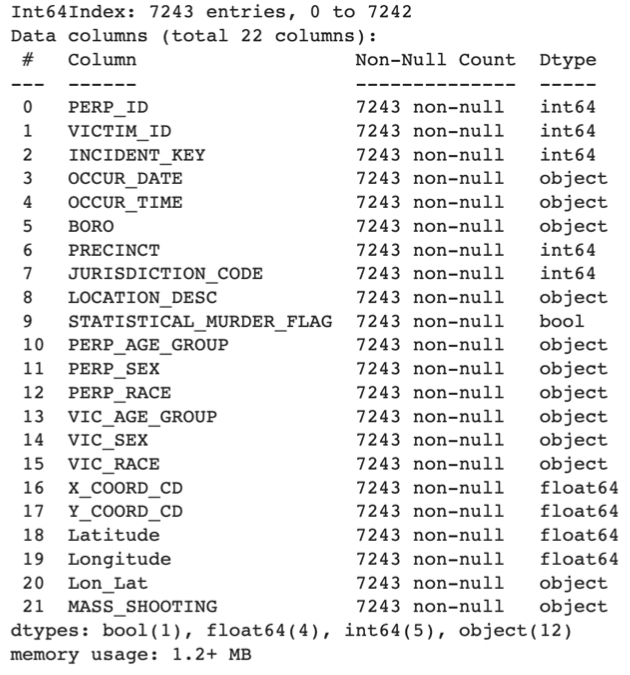 Int64Index: 7243 entries, 0 to 7242
Data columns (total 22 columns):
 #   Column                   Non-Null Count  Dtype
---  ------                   --------------  -----
 0   PERP_ID                  7243 non-null   int64
 1   VICTIM_ID                7243 non-null   int64
 2   INCIDENT_KEY             7243 non-null   int64
 3   OCCUR_DATE               7243 non-null   object
 4   OCCUR_TIME               7243 non-null   object
 5   BORO                     7243 non-null   object
 6   PRECINCT                 7243 non-null   int64
 7   JURISDICTION_CODE        7243 non-null   int64
 8   LOCATION_DESC            7243 non-null   object
 9   STATISTICAL_MURDER_FLAG  7243 non-null   bool
 10  PERP_AGE_GROUP           7243 non-null   object
 11  PERP_SEX                 7243 non-null   object
 12  PERP_RACE                7243 non-null   object
 13  VIC_AGE_GROUP            7243 non-null   object
 14  VIC_SEX                  7243 non-null   object
 15  VIC_RACE                 7243 non-null   object
 16  X_COORD_CD               7243 non-null   float64
 17  Y_COORD_CD               7243 non-null   float64
 18  Latitude                 7243 non-null   float64
 19  Longitude                7243 non-null   float64
 20  Lon_Lat                  7243 non-null   object
 21  MASS_SHOOTING            7243 non-null   object
dtypes: bool(1), float64(4), int64(5), object(12)
memory usage: 1.2+ MB